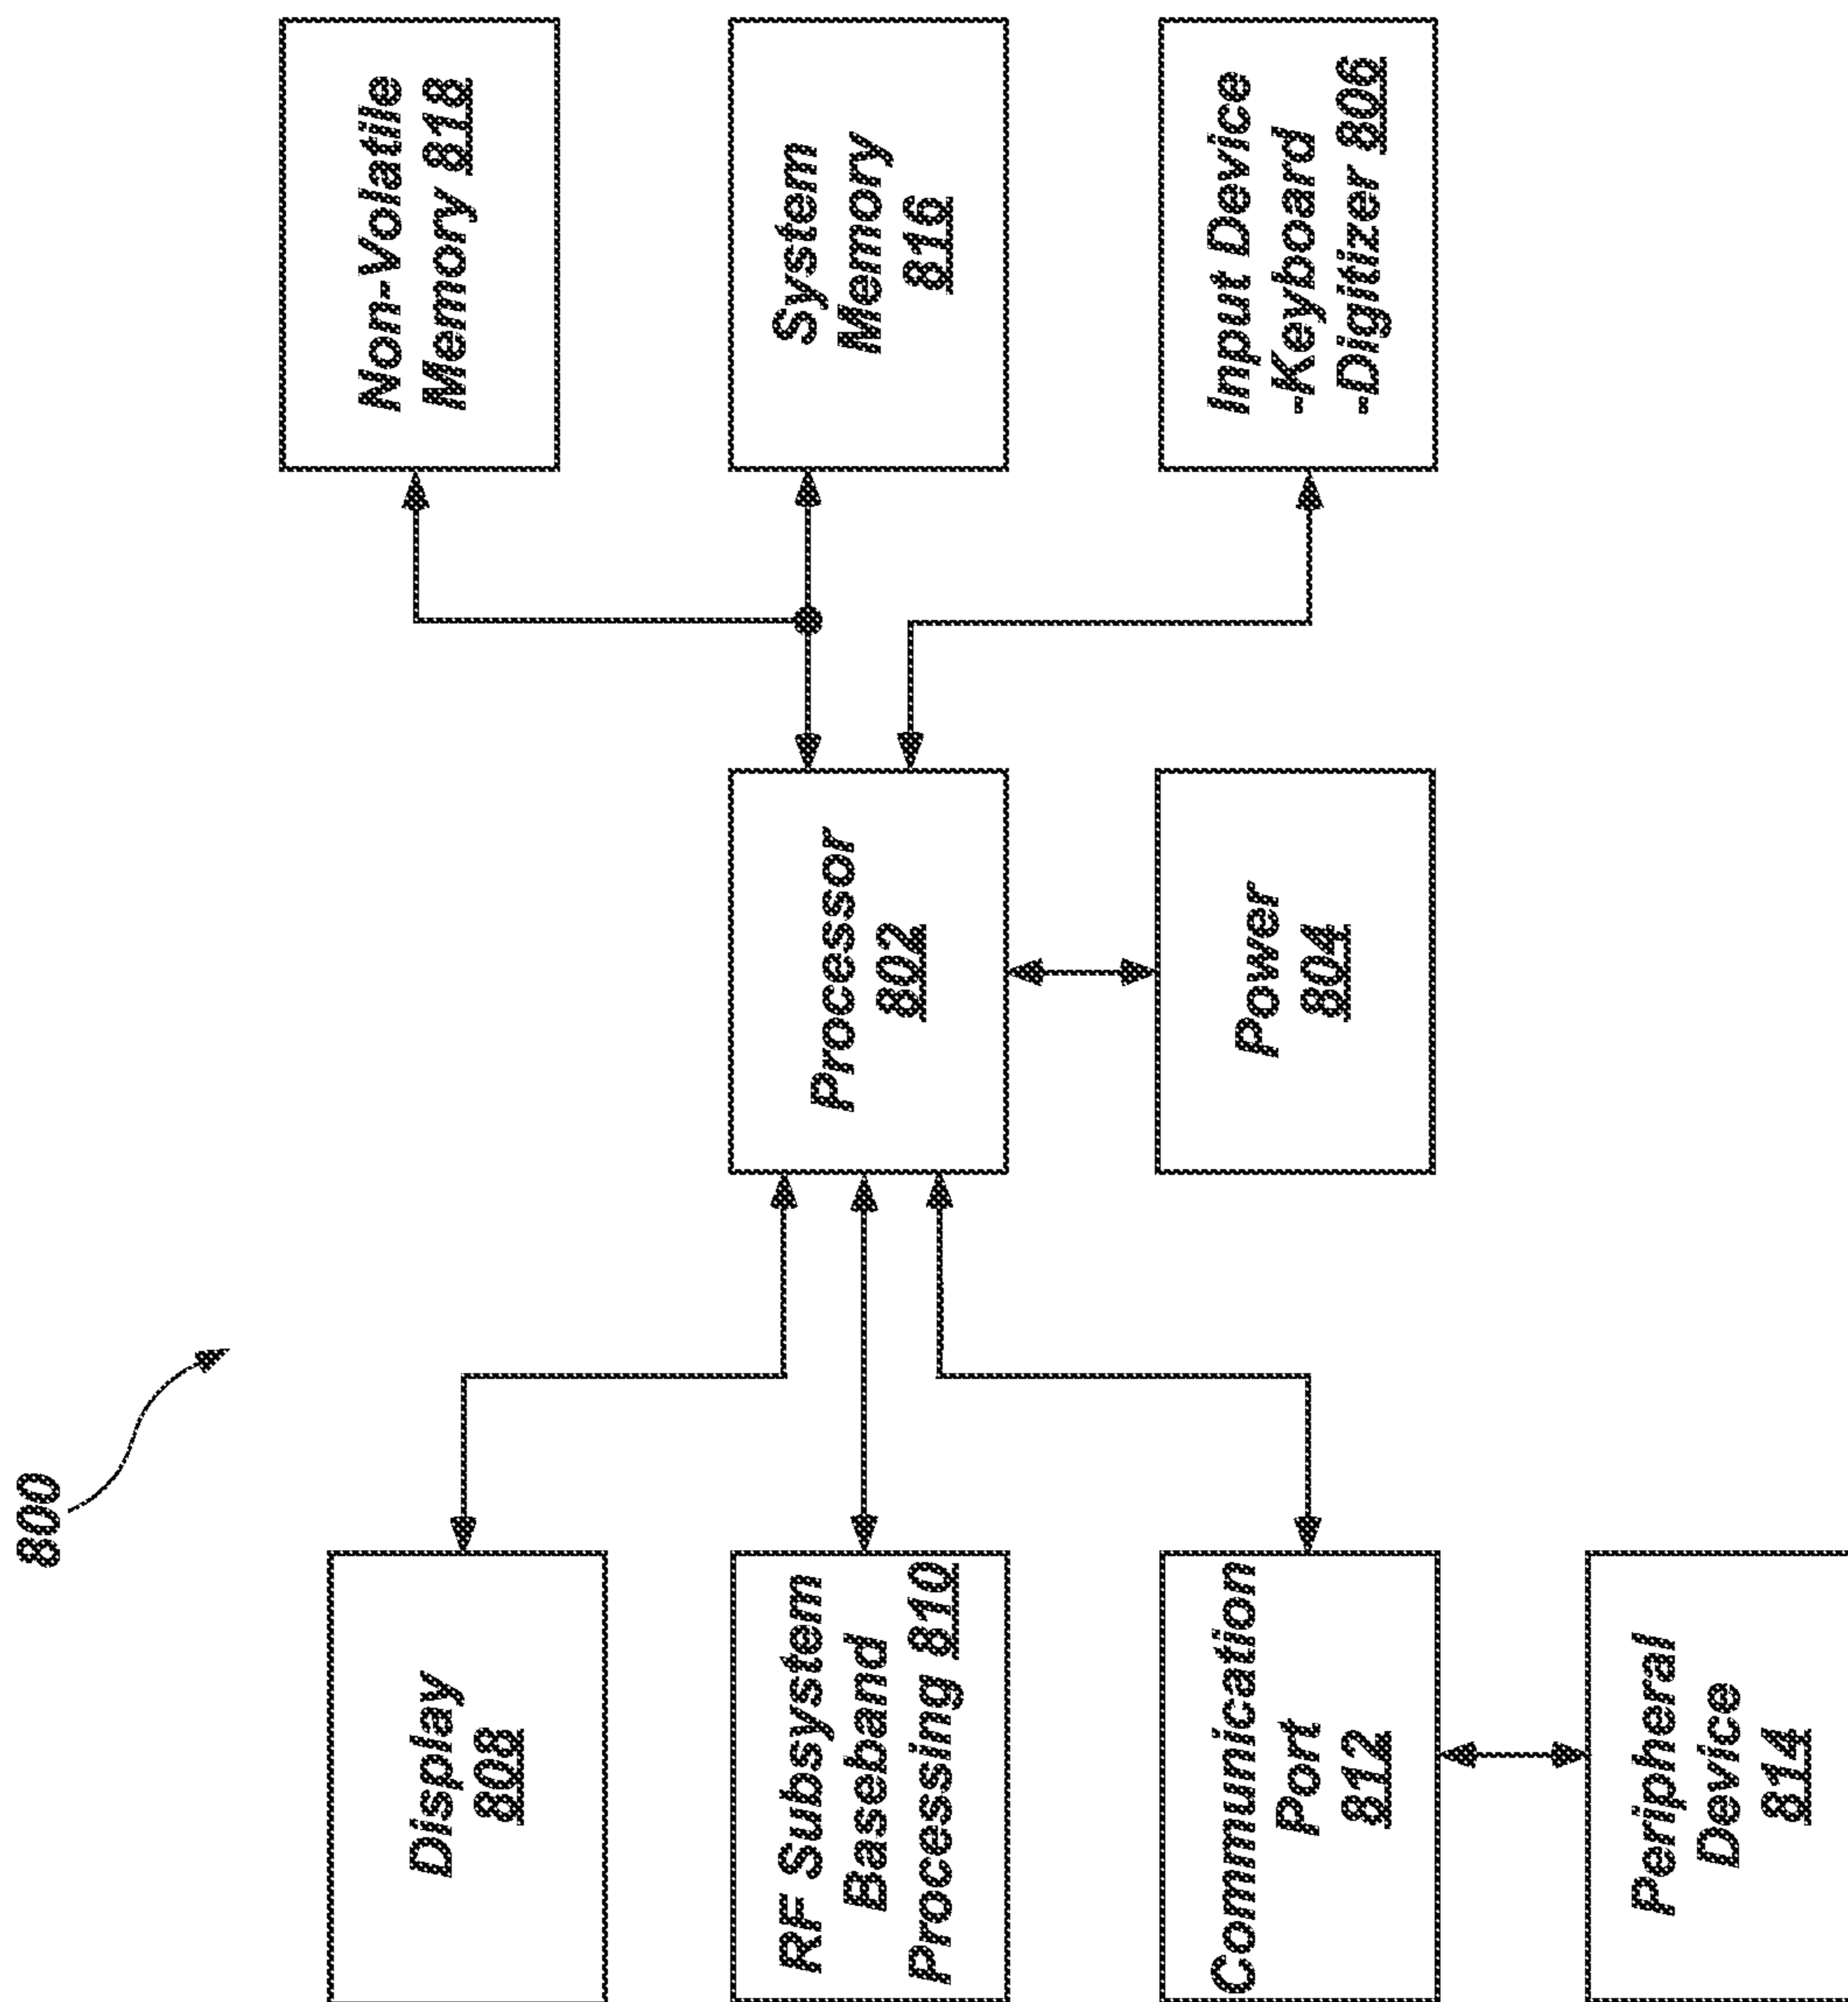 800
Display
808
RF Subsystem
Baseband
Processing 810
Communication
Port
812
Peripheral
Device
814
Processor
802
Power
804
Non-Volatile
Memory 818
System
Memory
816
Input Device
-Keyboard
-Digitizer 806